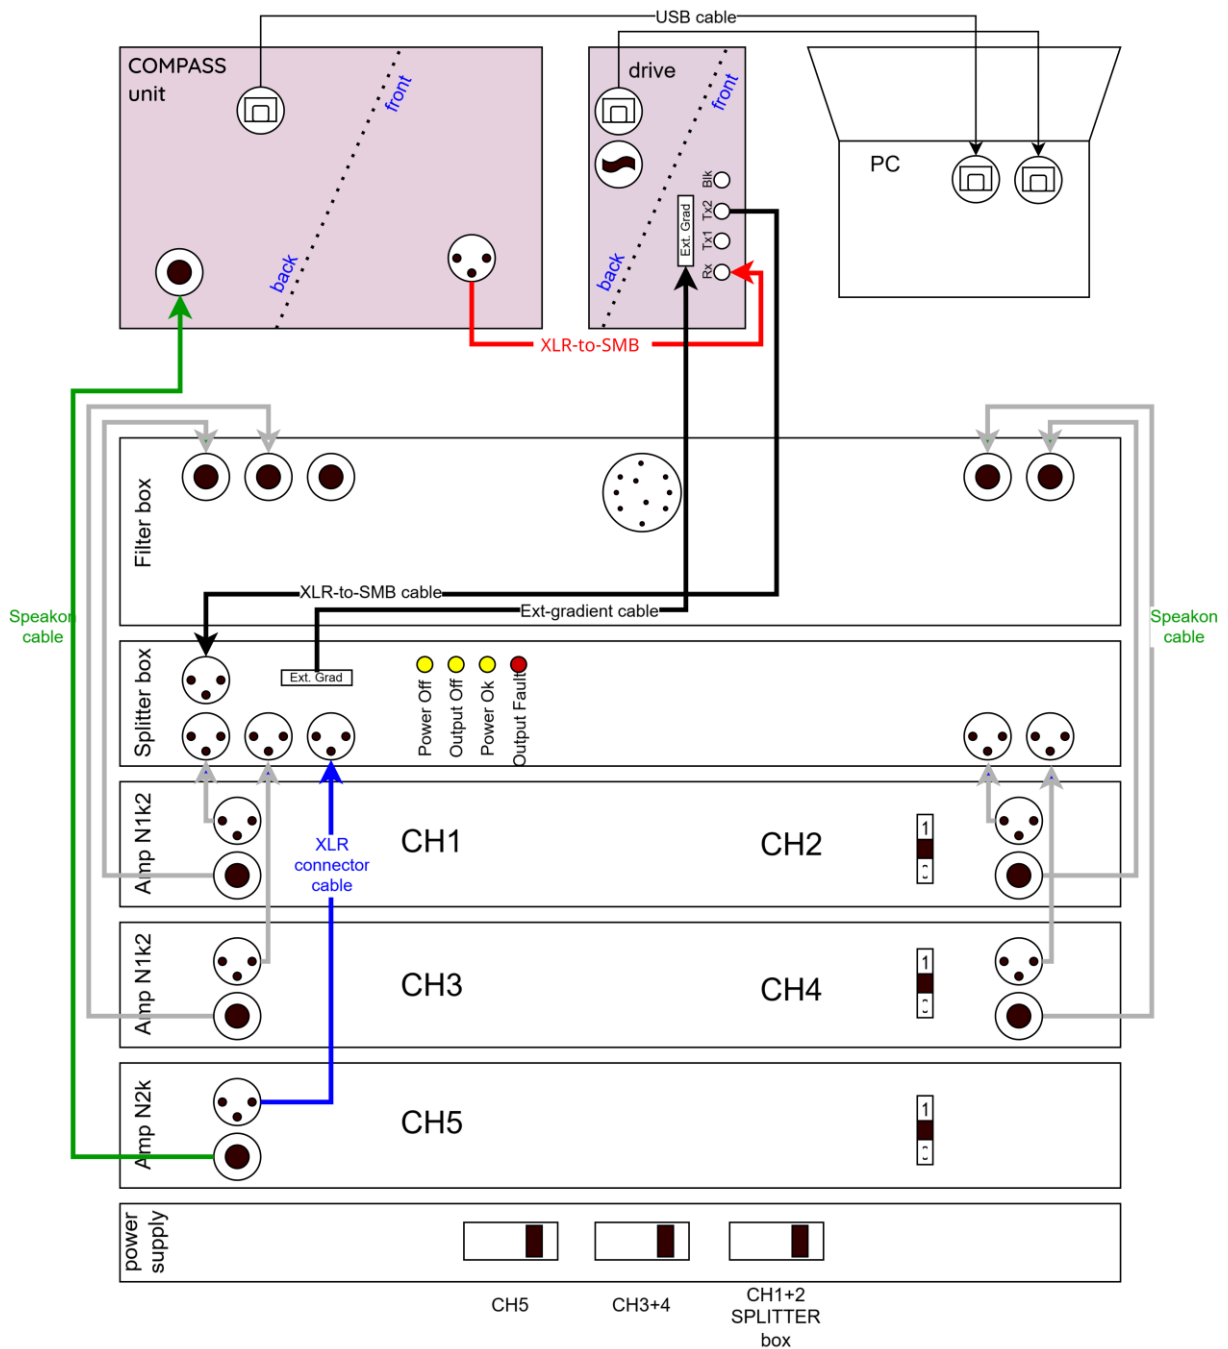 USB cable
COMPASS
unit
front
back
drive
front
back
Blk
Tx2
Tx1
Rx
Ext. Grad
PC
XLR-to-SMB
Filter box
XLR-to-SMB cable
Ext-gradient cable
Speakon
cable
Speakon
cable
Splitter box
Ext. Grad
Power Off
Output Off
Power Ok
Output Fault
Amp N1k2
CH1
CH2
1
XLR
connector
cable
Amp N1k2
CH3
CH4
1
Amp N2k
CH5
1
power
supply
CH5
CH3+4
CH1+2
SPLITTER
box